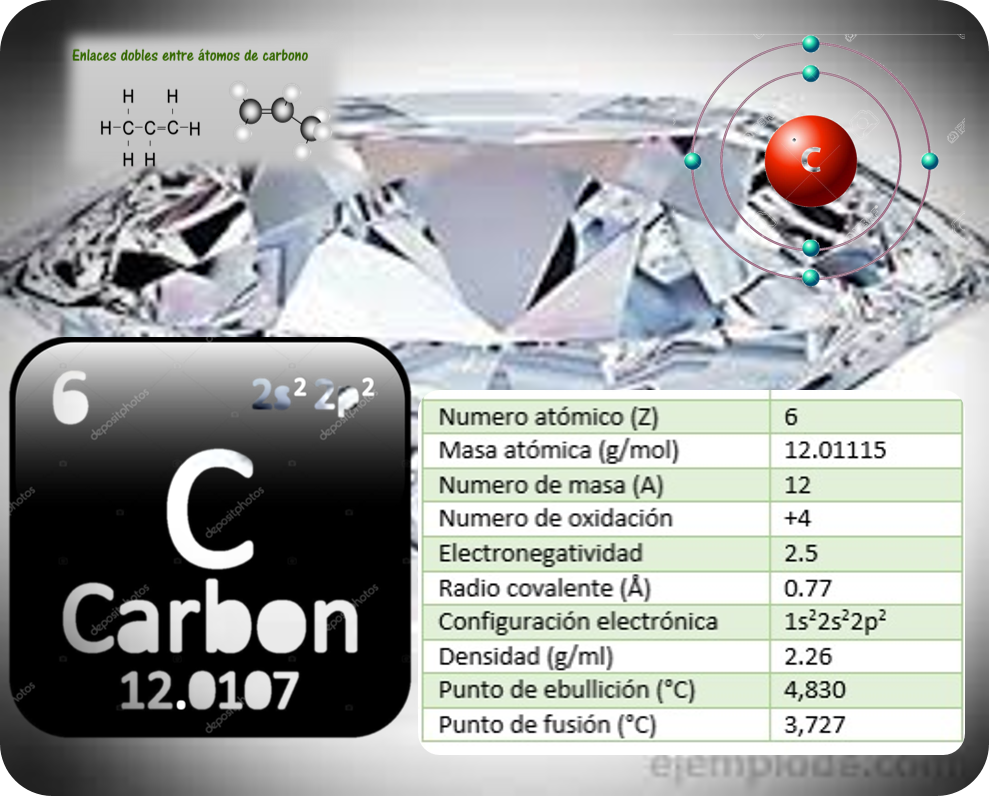 Enlaces dobles entre átomos de carbono
H H
H-C-C=C-H
H H
C
6 2s² 2p²
C
Carbon
12.0107
Numero atómico (Z) 6
Masa atómica (g/mol) 12.01115
Numero de masa (A) 12
Numero de oxidación +4
Electronegatividad 2.5
Radio covalente (Å) 0.77
Configuración electrónica 1s²2s²2p²
Densidad (g/ml) 2.26
Punto de ebullición (°C) 4,830
Punto de fusión (°C) 3,727
depositphotos
ejemplode.com